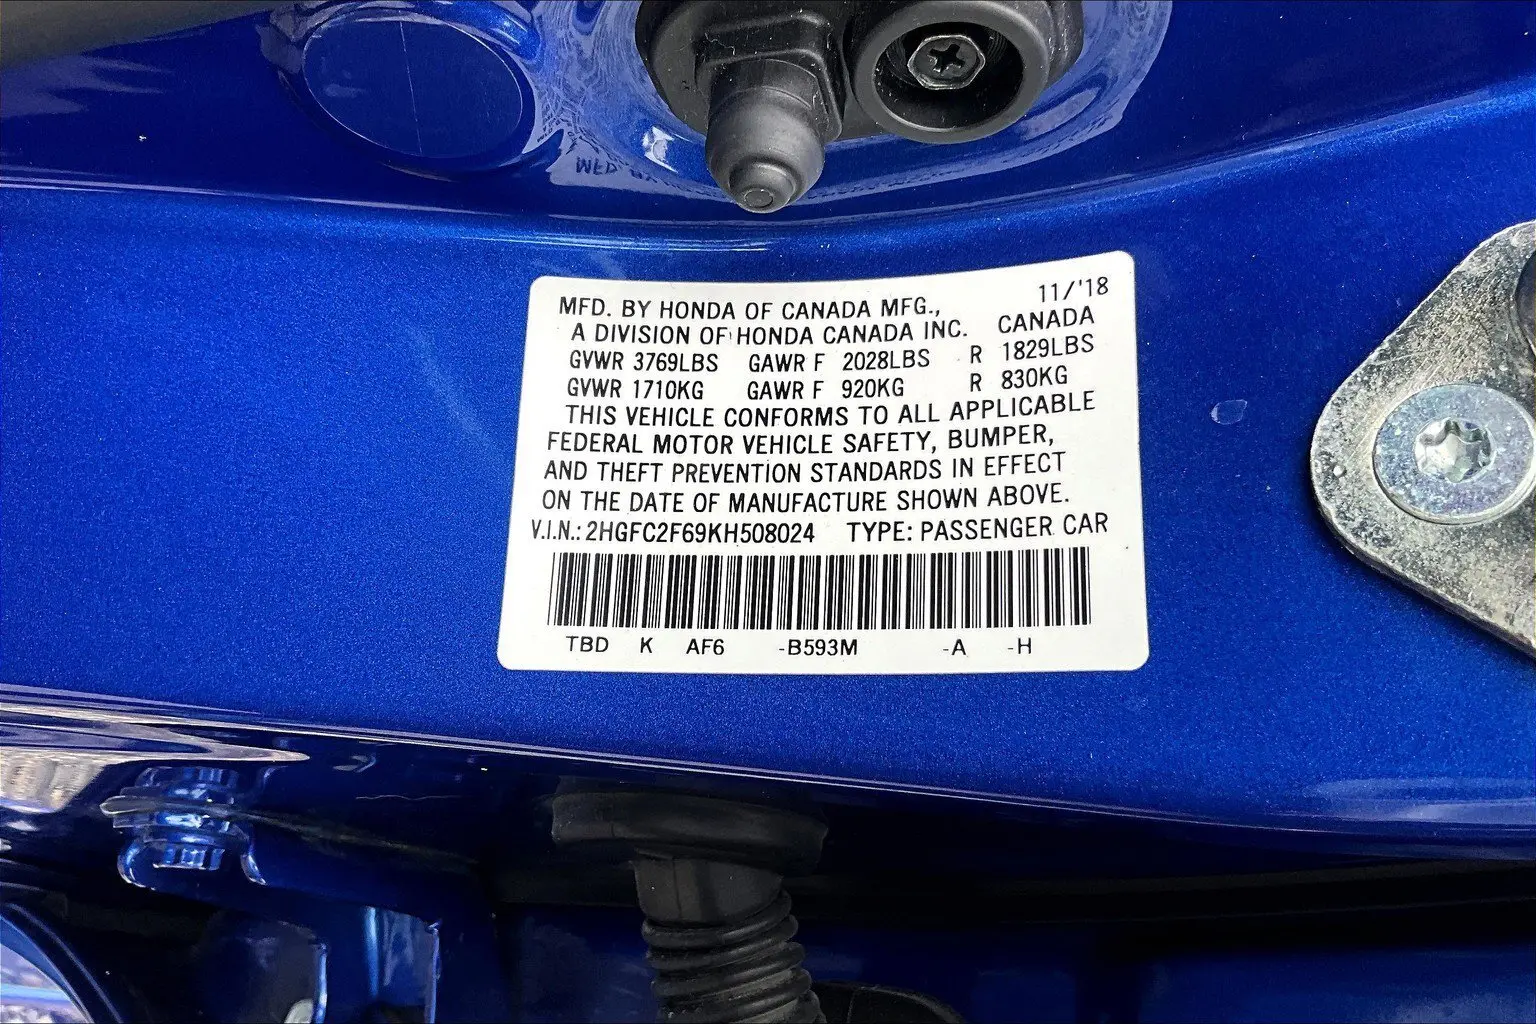 MFD. BY HONDA OF CANADA MFG., 11/'18
A DIVISION OF HONDA CANADA INC. CANADA
GVWR 3769LBS GAWR F 2028LBS R 1829LBS
GVWR 1710KG GAWR F 920KG R 830KG
THIS VEHICLE CONFORMS TO ALL APPLICABLE
FEDERAL MOTOR VEHICLE SAFETY, BUMPER,
AND THEFT PREVENTION STANDARDS IN EFFECT
ON THE DATE OF MANUFACTURE SHOWN ABOVE.
V.I.N.: 2HGFC2F69KH508024 TYPE: PASSENGER CAR
TBD K AF6 -B593M -A -H